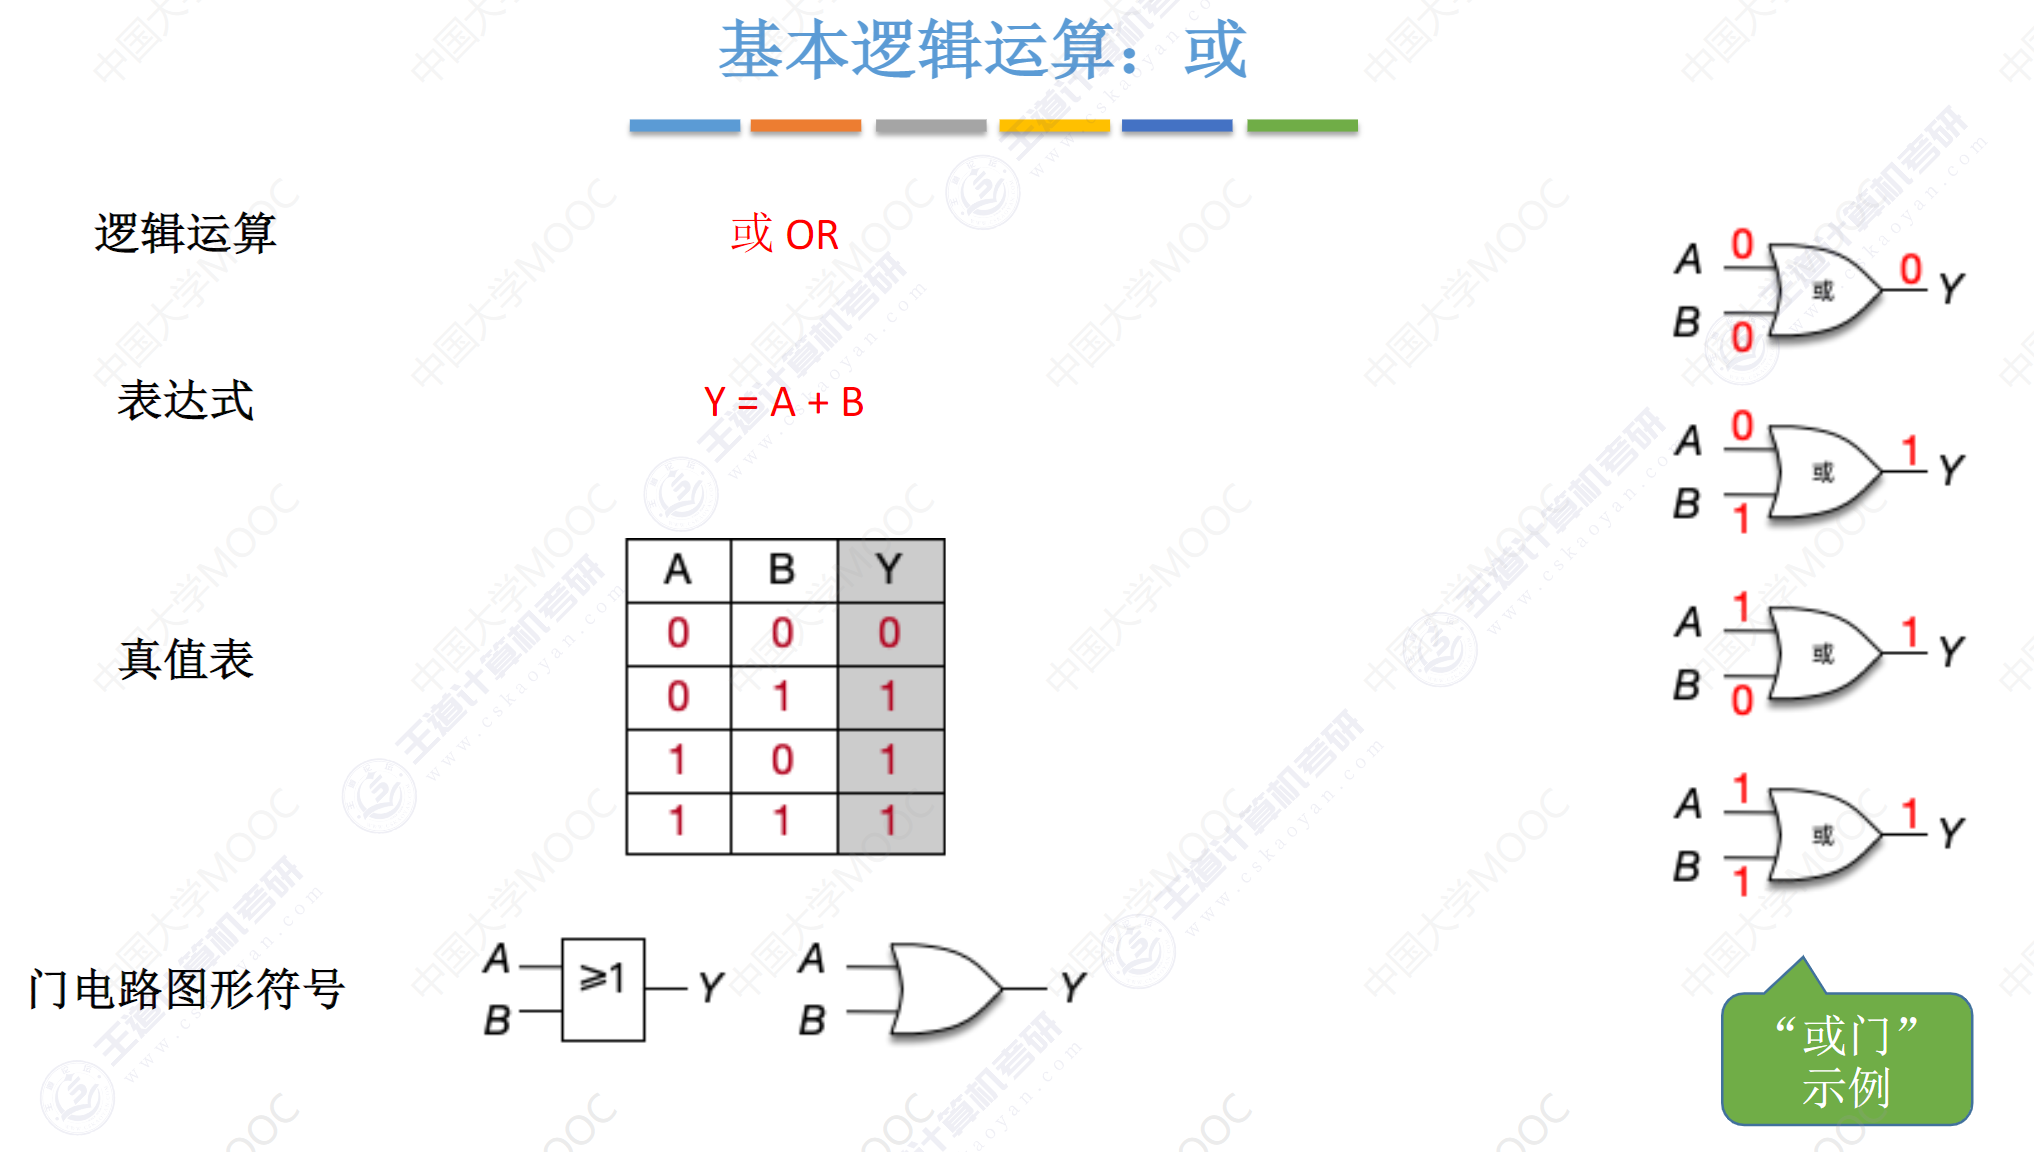 基本逻辑运算：或
逻辑运算
或 OR
表达式
Y = A + B
真值表
A B Y
0 0 0
0 1 1
1 0 1
1 1 1
门电路图形符号
A
B
≥1
Y
A
B
Y
A 0
B 0
或
0 Y
A 0
B 1
或
1 Y
A 1
B 0
或
1 Y
A 1
B 1
或
1 Y
“或门”
示例
中国大学MOOC
王道计算机考研
www.cskaoyan.com